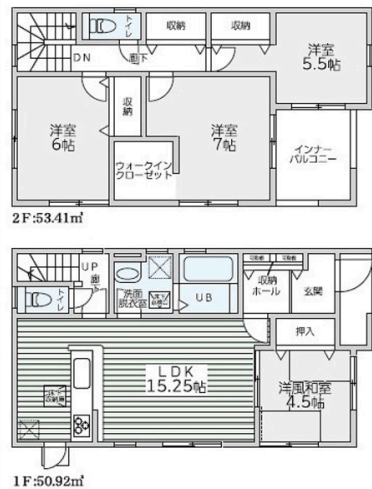 トイレ
収納
収納
洋室
5.5帖
DN
廊下
収納
洋室
6帖
洋室
7帖
インナー
バルコニー
ウォークイン
クローゼット
2F:53.41㎡
UP
廊下
トイレ
洗面
脱衣室
UB
収納
ホール
玄関
押入
LDK
15.25帖
洋風和室
4.5帖
1F:50.92㎡